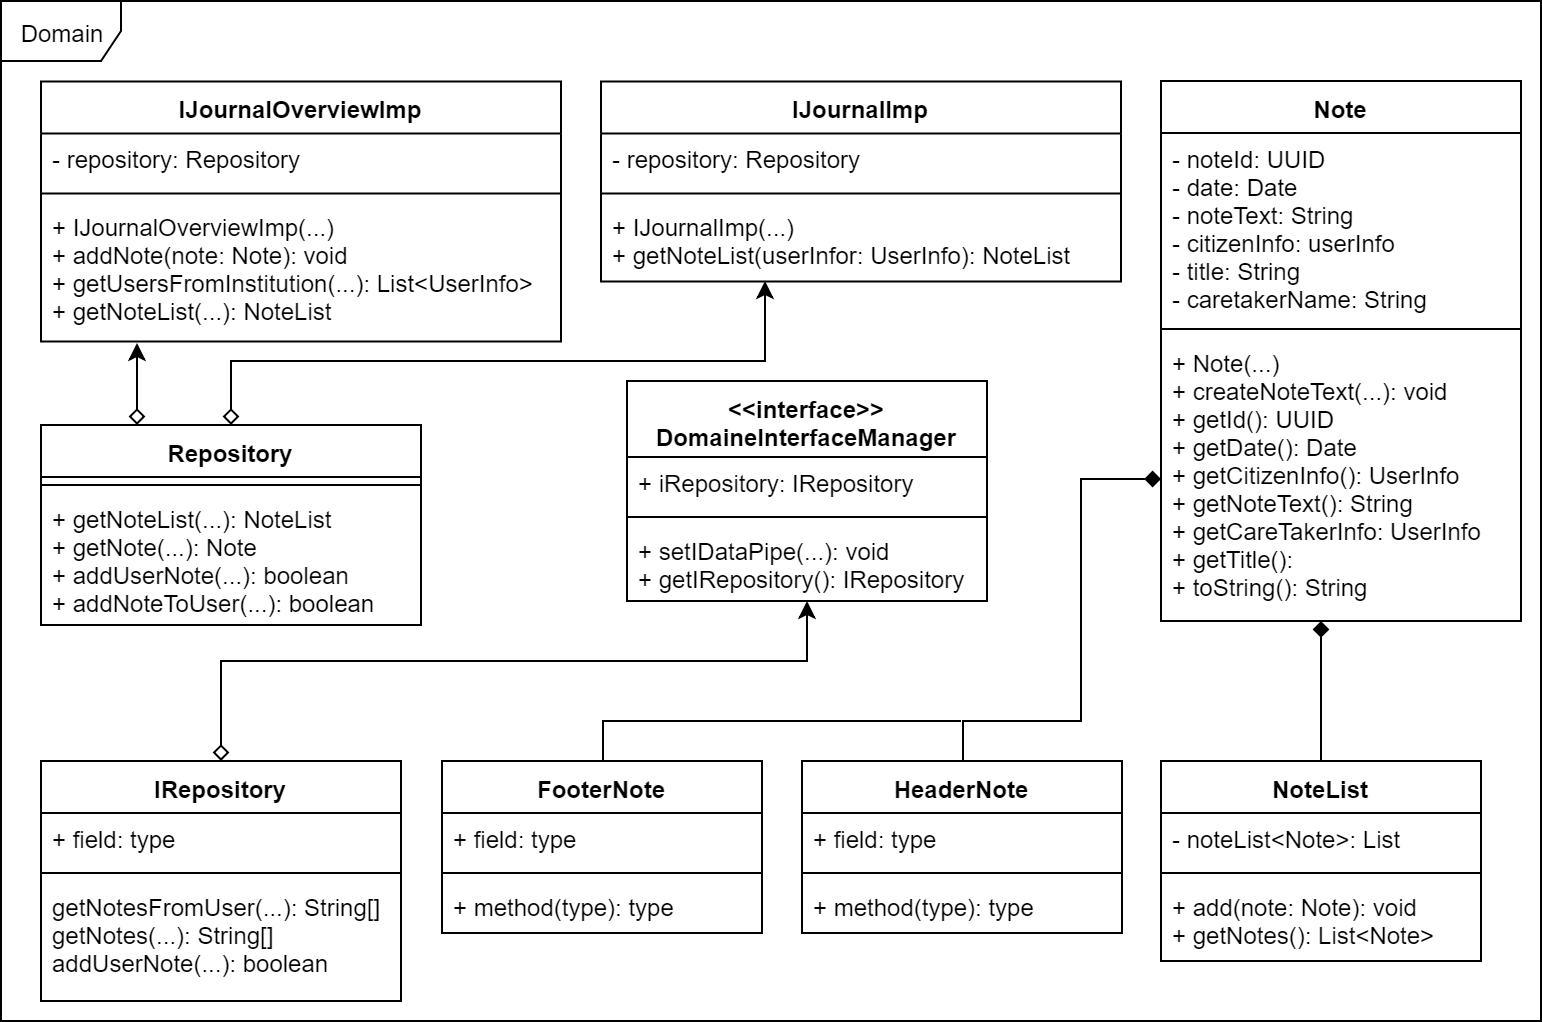 Domain
IJournalOverviewImp
- repository: Repository
+ IJournalOverviewImp(...)
+ addNote(note: Note): void
+ getUsersFromInstitution(...): List<UserInfo>
+ getNoteList(...): NoteList
IJournalImp
- repository: Repository
+ IJournalImp(...)
+ getNoteList(userInfor: UserInfo): NoteList
Note
- noteId: UUID
- date: Date
- noteText: String
- citizenInfo: userInfo
- title: String
- caretakerName: String
+ Note(...)
+ createNoteText(...): void
+ getId(): UUID
+ getDate(): Date
+ getCitizenInfo(): UserInfo
+ getNoteText(): String
+ getCareTakerInfo: UserInfo
+ getTitle():
+ toString(): String
Repository
+ getNoteList(...): NoteList
+ getNote(...): Note
+ addUserNote(...): boolean
+ addNoteToUser(...): boolean
<<interface>>
DomaineInterfaceManager
+ iRepository: IRepository
+ setIDataPipe(...): void
+ getIRepository(): IRepository
IRepository
+ field: type
getNotesFromUser(...): String[]
getNotes(...): String[]
addUserNote(...): boolean
FooterNote
+ field: type
+ method(type): type
HeaderNote
+ field: type
+ method(type): type
NoteList
- noteList<Note>: List
+ add(note: Note): void
+ getNotes(): List<Note>